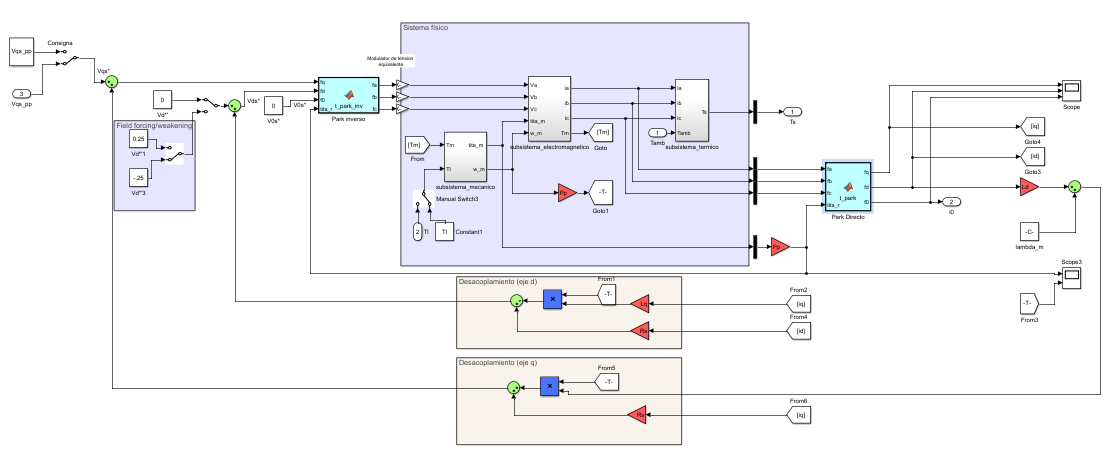 Sistema físico
Consigna
Vqs_pp
Vqs*
3
Vqs_pp
0
Vd*'
Vds*
0
V0s*
V0s*
Field forcing/weakening
0.25
Vd*'1
-.25
Vd*'3
fq
fd
f0
tita_r
t_park_inv
fa
fb
fc
Park inverso
Modulador de tension
equivalente
Va
Vb
Vc
tita_m
w_m
ia
ib
ic
Tm
subsistema_electromagnetico
[Tm]
From
Tm
Tl
tita_m
w_m
subsistema_mecanico
Manual Switch3
2
Tl
Tl
Constant1
[Tm]
Goto
Pp
-T-
Goto1
ia
ib
ic
Tamb
Ts
subsistema_termico
1
Tamb
1
Ts
Pp
fa
fb
fc
tita_r
t_park
fq
fd
f0
Park Directo
Scope
[iq]
Goto4
[id]
Goto3
2
i0
Ld
-C-
lambda_m
Scope3
-T-
From3
Desacoplamiento (eje d)
From1
-T-
×
Lq
Rs
From2
[iq]
From4
[id]
Desacoplamiento (eje q)
From5
-T-
×
Rs
From6
[iq]